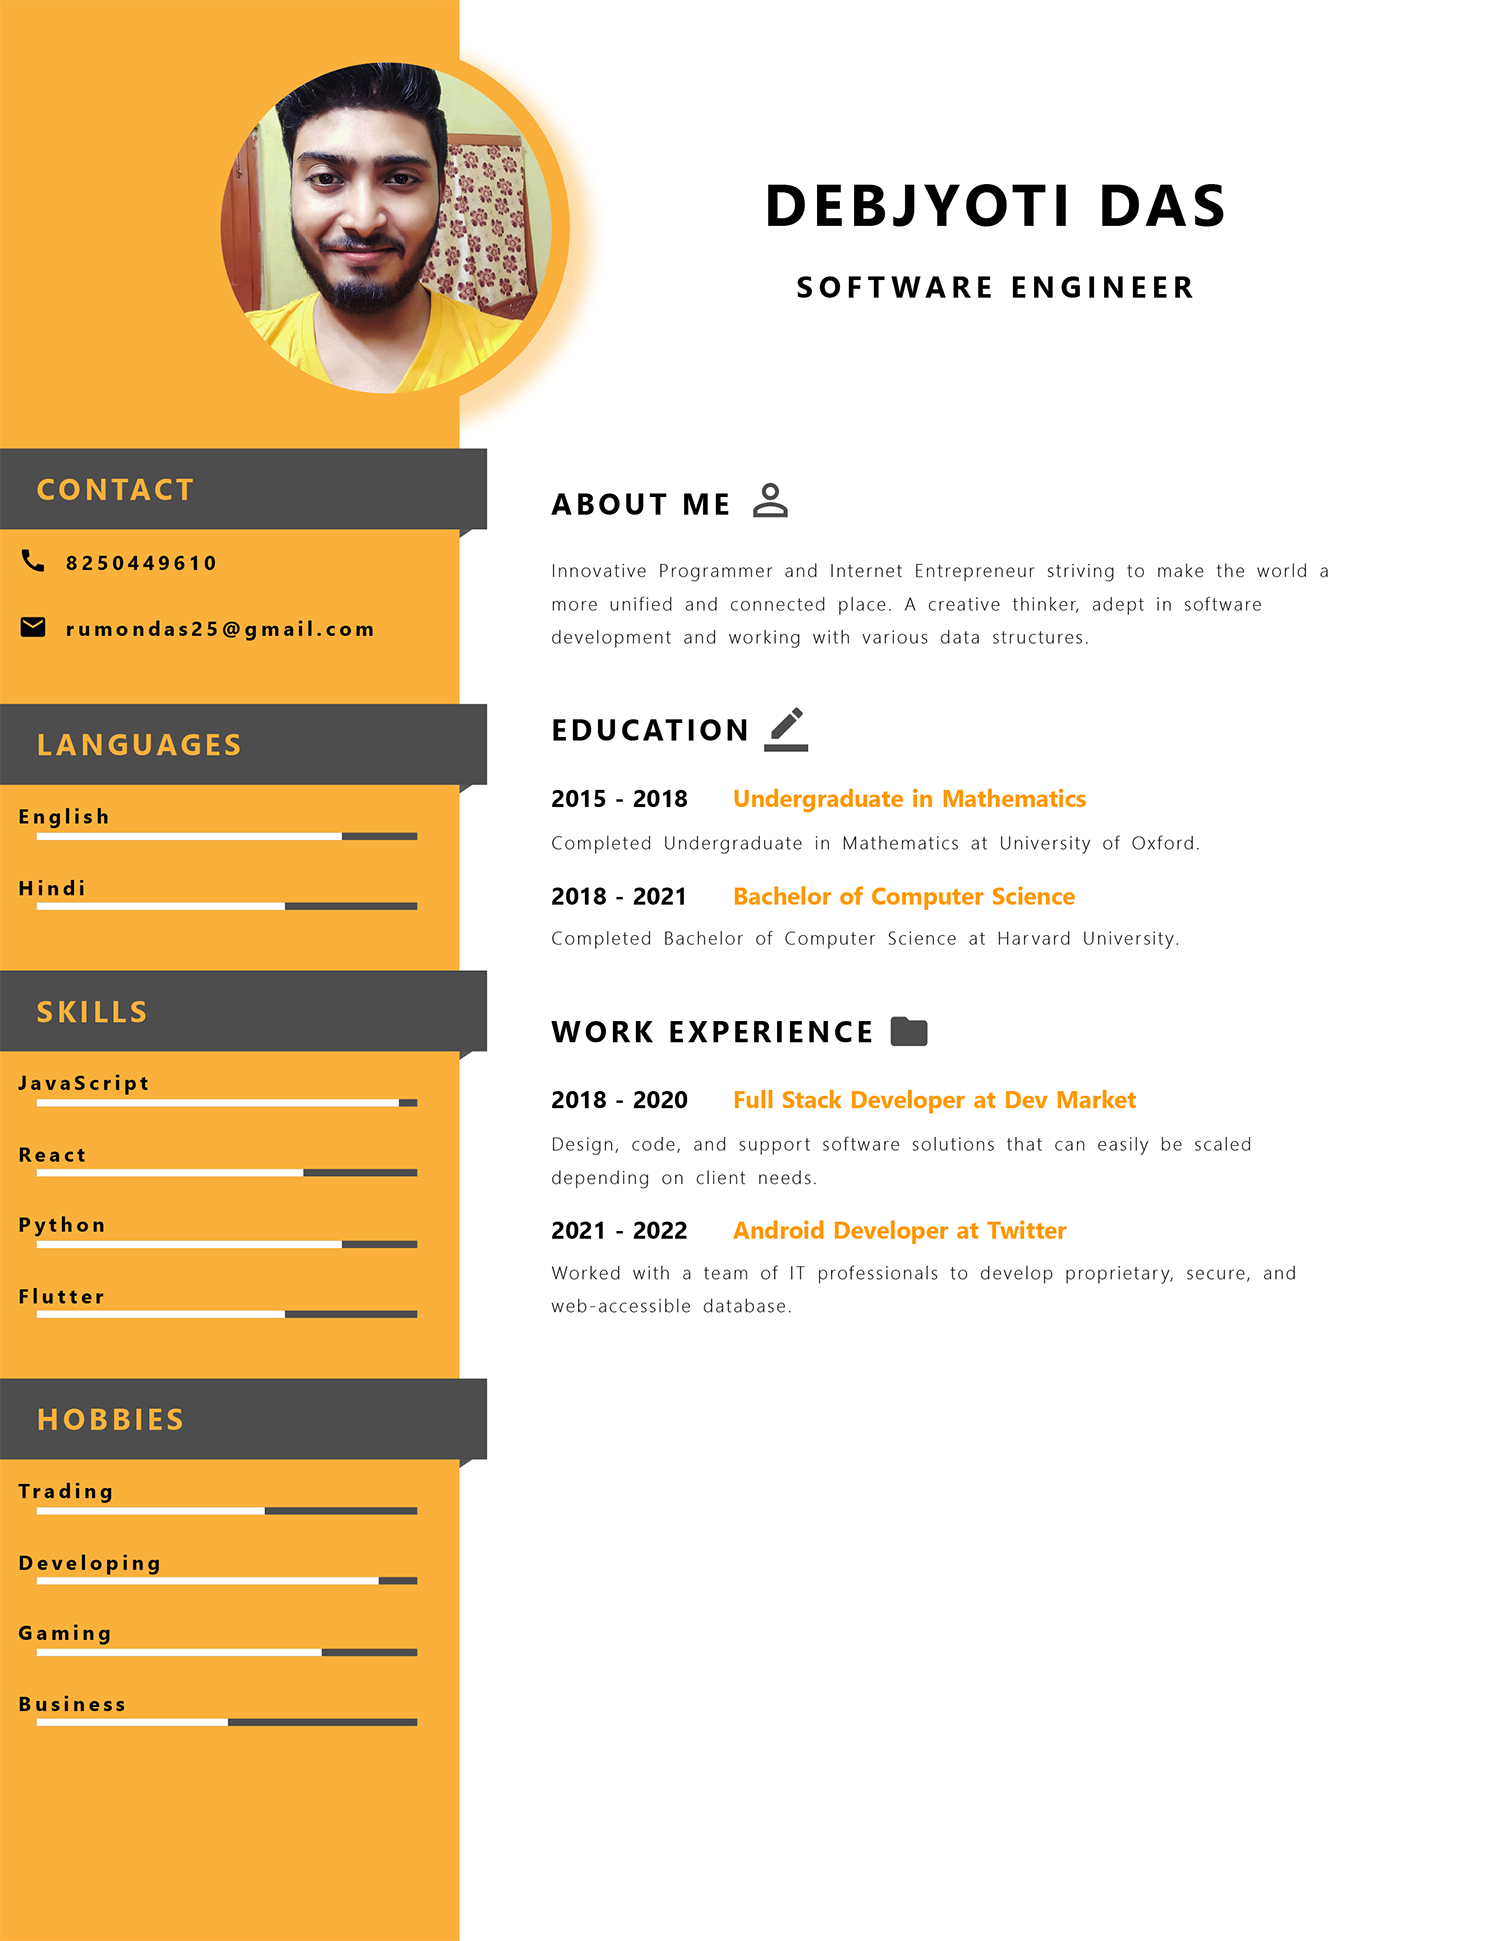 DEBJYOTI DAS
SOFTWARE ENGINEER
CONTACT
8250449610
rumondas25@gmail.com
LANGUAGES
English
Hindi
SKILLS
JavaScript
React
Python
Flutter
HOBBIES
Trading
Developing
Gaming
Business
ABOUT ME
Innovative Programmer and Internet Entrepreneur striving to make the world a
more unified and connected place. A creative thinker, adept in software
development and working with various data structures.
EDUCATION
2015 - 2018 Undergraduate in Mathematics
Completed Undergraduate in Mathematics at University of Oxford.
2018 - 2021 Bachelor of Computer Science
Completed Bachelor of Computer Science at Harvard University.
WORK EXPERIENCE
2018 - 2020 Full Stack Developer at Dev Market
Design, code, and support software solutions that can easily be scaled
depending on client needs.
2021 - 2022 Android Developer at Twitter
Worked with a team of IT professionals to develop proprietary, secure, and
web-accessible database.